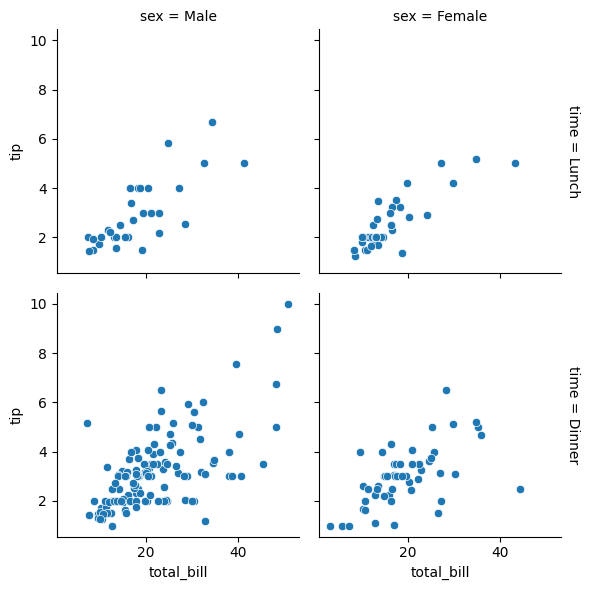 sex = Male
sex = Female
10
8
6
4
2
tip
time = Lunch
10
8
6
4
2
tip
time = Dinner
20
40
20
40
total_bill
total_bill